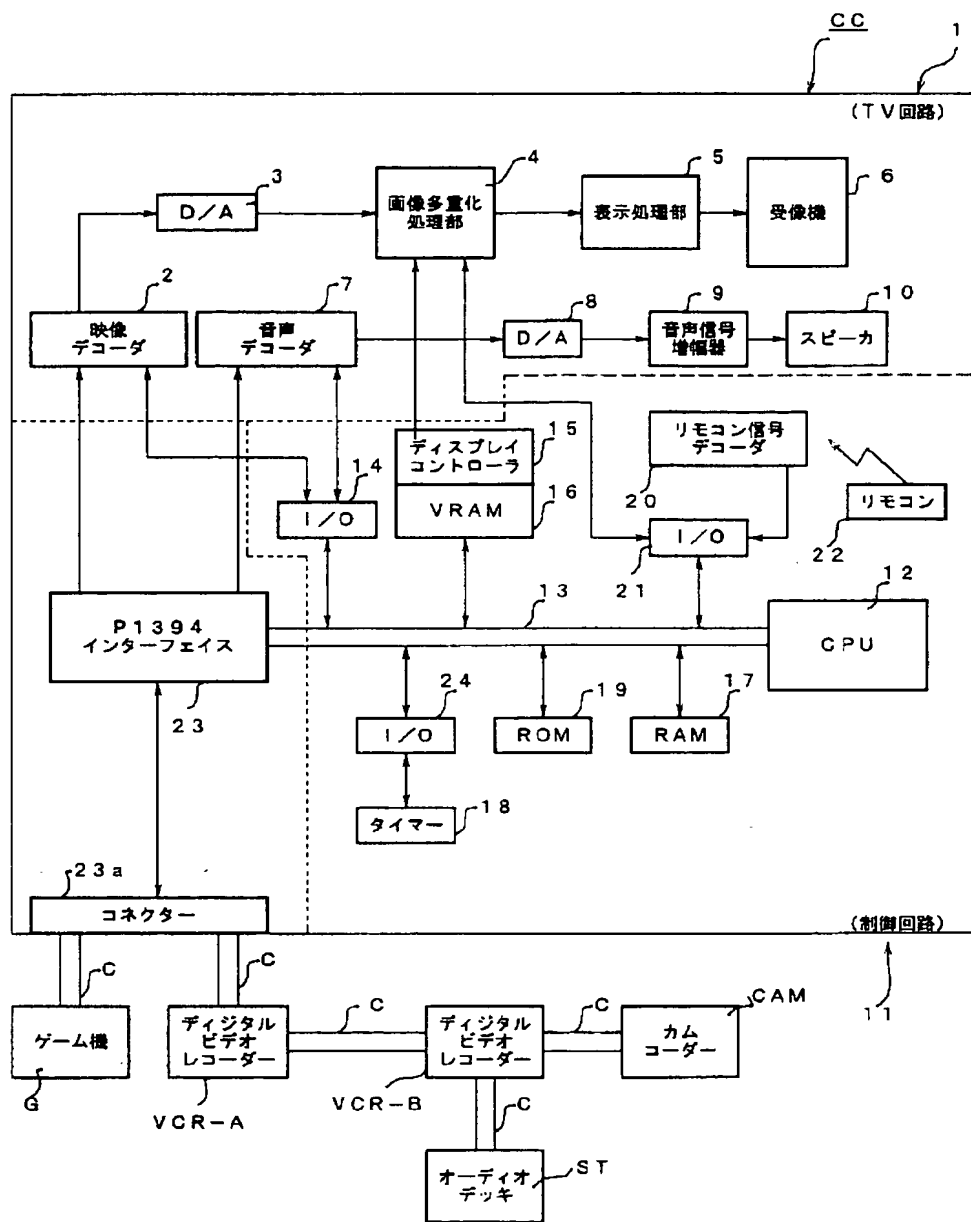 CC
1
(TV回路)
3
D/A
4
画像多重化
処理部
5
表示処理部
6
受像機
2
映像
デコーダ
7
音声
デコーダ
8
D/A
9
音声信号
増幅器
10
スピーカ
14
I/O
ディスプレイ
コントローラ
15
VRAM
16
リモコン信号
デコーダ
20
I/O
21
リモコン
22
P1394
インターフェイス
23
13
12
CPU
24
I/O
19
ROM
17
RAM
タイマー
18
23a
コネクター
(制御回路)
11
C
C
ゲーム機
G
ディジタル
ビデオ
レコーダー
VCR-A
C
ディジタル
ビデオ
レコーダー
VCR-B
C
カム
コーダー
CAM
C
オーディオ
デッキ
ST